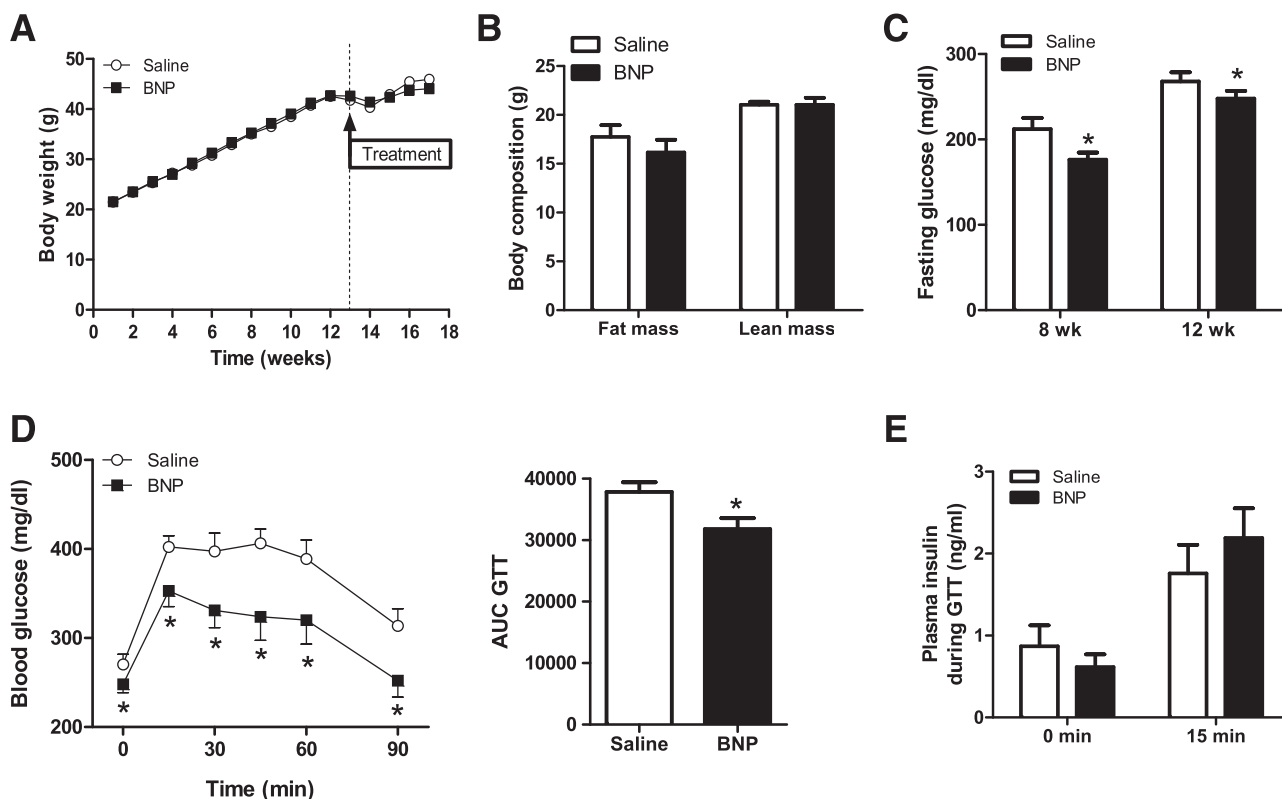 A
Body weight (g)
50
40
30
20
10
0
Saline
BNP
Treatment
0 2 4 6 8 10 12 14 16 18
Time (weeks)
B
Saline
BNP
Body composition (g)
25
20
15
10
5
0
Fat mass Lean mass
C
Saline
BNP
Fasting glucose (mg/dl)
300
200
100
0
*
*
8 wk 12 wk
D
Saline
BNP
Blood glucose (mg/dl)
500
400
300
200
*
*
*
*
*
*
0 30 60 90
Time (min)
AUC GTT
40000
30000
20000
10000
0
*
Saline BNP
E
Saline
BNP
Plasma insulin
during GTT (ng/ml)
3
2
1
0
0 min 15 min